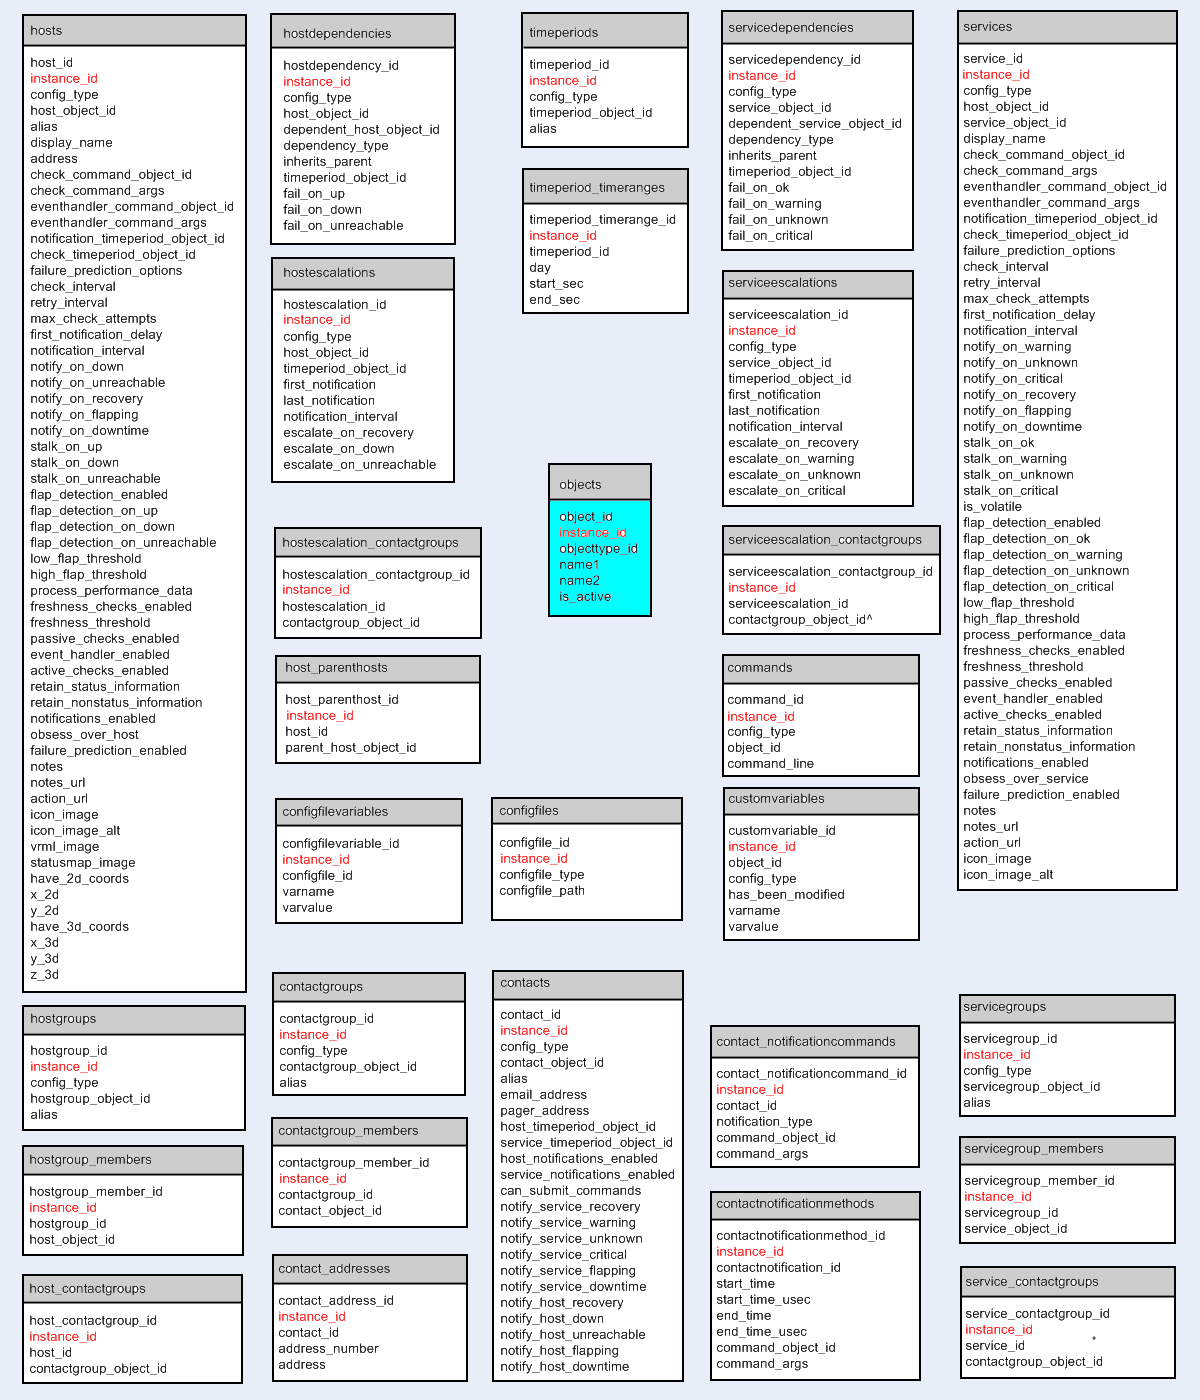 hosts
host_id
instance_id
config_type
host_object_id
alias
display_name
address
check_command_object_id
check_command_args
eventhandler_command_object_id
eventhandler_command_args
notification_timeperiod_object_id
check_timeperiod_object_id
failure_prediction_options
check_interval
retry_interval
max_check_attempts
first_notification_delay
notification_interval
notify_on_down
notify_on_unreachable
notify_on_recovery
notify_on_flapping
notify_on_downtime
stalk_on_up
stalk_on_down
stalk_on_unreachable
flap_detection_enabled
flap_detection_on_up
flap_detection_on_down
flap_detection_on_unreachable
low_flap_threshold
high_flap_threshold
process_performance_data
freshness_checks_enabled
freshness_threshold
passive_checks_enabled
event_handler_enabled
active_checks_enabled
retain_status_information
retain_nonstatus_information
notifications_enabled
obsess_over_host
failure_prediction_enabled
notes
notes_url
action_url
icon_image
icon_image_alt
vrml_image
statusmap_image
have_2d_coords
x_2d
y_2d
have_3d_coords
x_3d
y_3d
z_3d
hostgroups
hostgroup_id
instance_id
config_type
hostgroup_object_id
alias
hostgroup_members
hostgroup_member_id
instance_id
hostgroup_id
host_object_id
host_contactgroups
host_contactgroup_id
instance_id
host_id
contactgroup_object_id
hostdependencies
hostdependency_id
instance_id
config_type
host_object_id
dependent_host_object_id
dependency_type
inherits_parent
timeperiod_object_id
fail_on_up
fail_on_down
fail_on_unreachable
hostescalations
hostescalation_id
instance_id
config_type
host_object_id
timeperiod_object_id
first_notification
last_notification
notification_interval
escalate_on_recovery
escalate_on_down
escalate_on_unreachable
hostescalation_contactgroups
hostescalation_contactgroup_id
instance_id
hostescalation_id
contactgroup_object_id
host_parenthosts
host_parenthost_id
instance_id
host_id
parent_host_object_id
configfilevariables
configfilevariable_id
instance_id
configfile_id
varname
varvalue
contactgroups
contactgroup_id
instance_id
config_type
contactgroup_object_id
alias
contactgroup_members
contactgroup_member_id
instance_id
contactgroup_id
contact_object_id
contact_addresses
contact_address_id
instance_id
contact_id
address_number
address
timeperiods
timeperiod_id
instance_id
config_type
timeperiod_object_id
alias
timeperiod_timeranges
timeperiod_timerange_id
instance_id
timeperiod_id
day
start_sec
end_sec
objects
object_id
instance_id
objecttype_id
name1
name2
is_active
configfiles
configfile_id
instance_id
configfile_type
configfile_path
contacts
contact_id
instance_id
config_type
contact_object_id
alias
email_address
pager_address
host_timeperiod_object_id
service_timeperiod_object_id
host_notifications_enabled
service_notifications_enabled
can_submit_commands
notify_service_recovery
notify_service_warning
notify_service_unknown
notify_service_critical
notify_service_flapping
notify_service_downtime
notify_host_recovery
notify_host_down
notify_host_unreachable
notify_host_flapping
notify_host_downtime
servicedependencies
servicedependency_id
instance_id
config_type
service_object_id
dependent_service_object_id
dependency_type
inherits_parent
timeperiod_object_id
fail_on_ok
fail_on_warning
fail_on_unknown
fail_on_critical
serviceescalations
serviceescalation_id
instance_id
config_type
service_object_id
timeperiod_object_id
first_notification
last_notification
notification_interval
escalate_on_recovery
escalate_on_warning
escalate_on_unknown
escalate_on_critical
serviceescalation_contactgroups
serviceescalation_contactgroup_id
instance_id
serviceescalation_id
contactgroup_object_id^
commands
command_id
instance_id
config_type
object_id
command_line
customvariables
customvariable_id
instance_id
object_id
config_type
has_been_modified
varname
varvalue
contact_notificationcommands
contact_notificationcommand_id
instance_id
contact_id
notification_type
command_object_id
command_args
contactnotificationmethods
contactnotificationmethod_id
instance_id
contactnotification_id
start_time
start_time_usec
end_time
end_time_usec
command_object_id
command_args
services
service_id
instance_id
config_type
host_object_id
service_object_id
display_name
check_command_object_id
check_command_args
eventhandler_command_object_id
eventhandler_command_args
notification_timeperiod_object_id
check_timeperiod_object_id
failure_prediction_options
check_interval
retry_interval
max_check_attempts
first_notification_delay
notification_interval
notify_on_warning
notify_on_unknown
notify_on_critical
notify_on_recovery
notify_on_flapping
notify_on_downtime
stalk_on_ok
stalk_on_warning
stalk_on_unknown
stalk_on_critical
is_volatile
flap_detection_enabled
flap_detection_on_ok
flap_detection_on_warning
flap_detection_on_unknown
flap_detection_on_critical
low_flap_threshold
high_flap_threshold
process_performance_data
freshness_checks_enabled
freshness_threshold
passive_checks_enabled
event_handler_enabled
active_checks_enabled
retain_status_information
retain_nonstatus_information
notifications_enabled
obsess_over_service
failure_prediction_enabled
notes
notes_url
action_url
icon_image
icon_image_alt
servicegroups
servicegroup_id
instance_id
config_type
servicegroup_object_id
alias
servicegroup_members
servicegroup_member_id
instance_id
servicegroup_id
service_object_id
service_contactgroups
service_contactgroup_id
instance_id
service_id
contactgroup_object_id